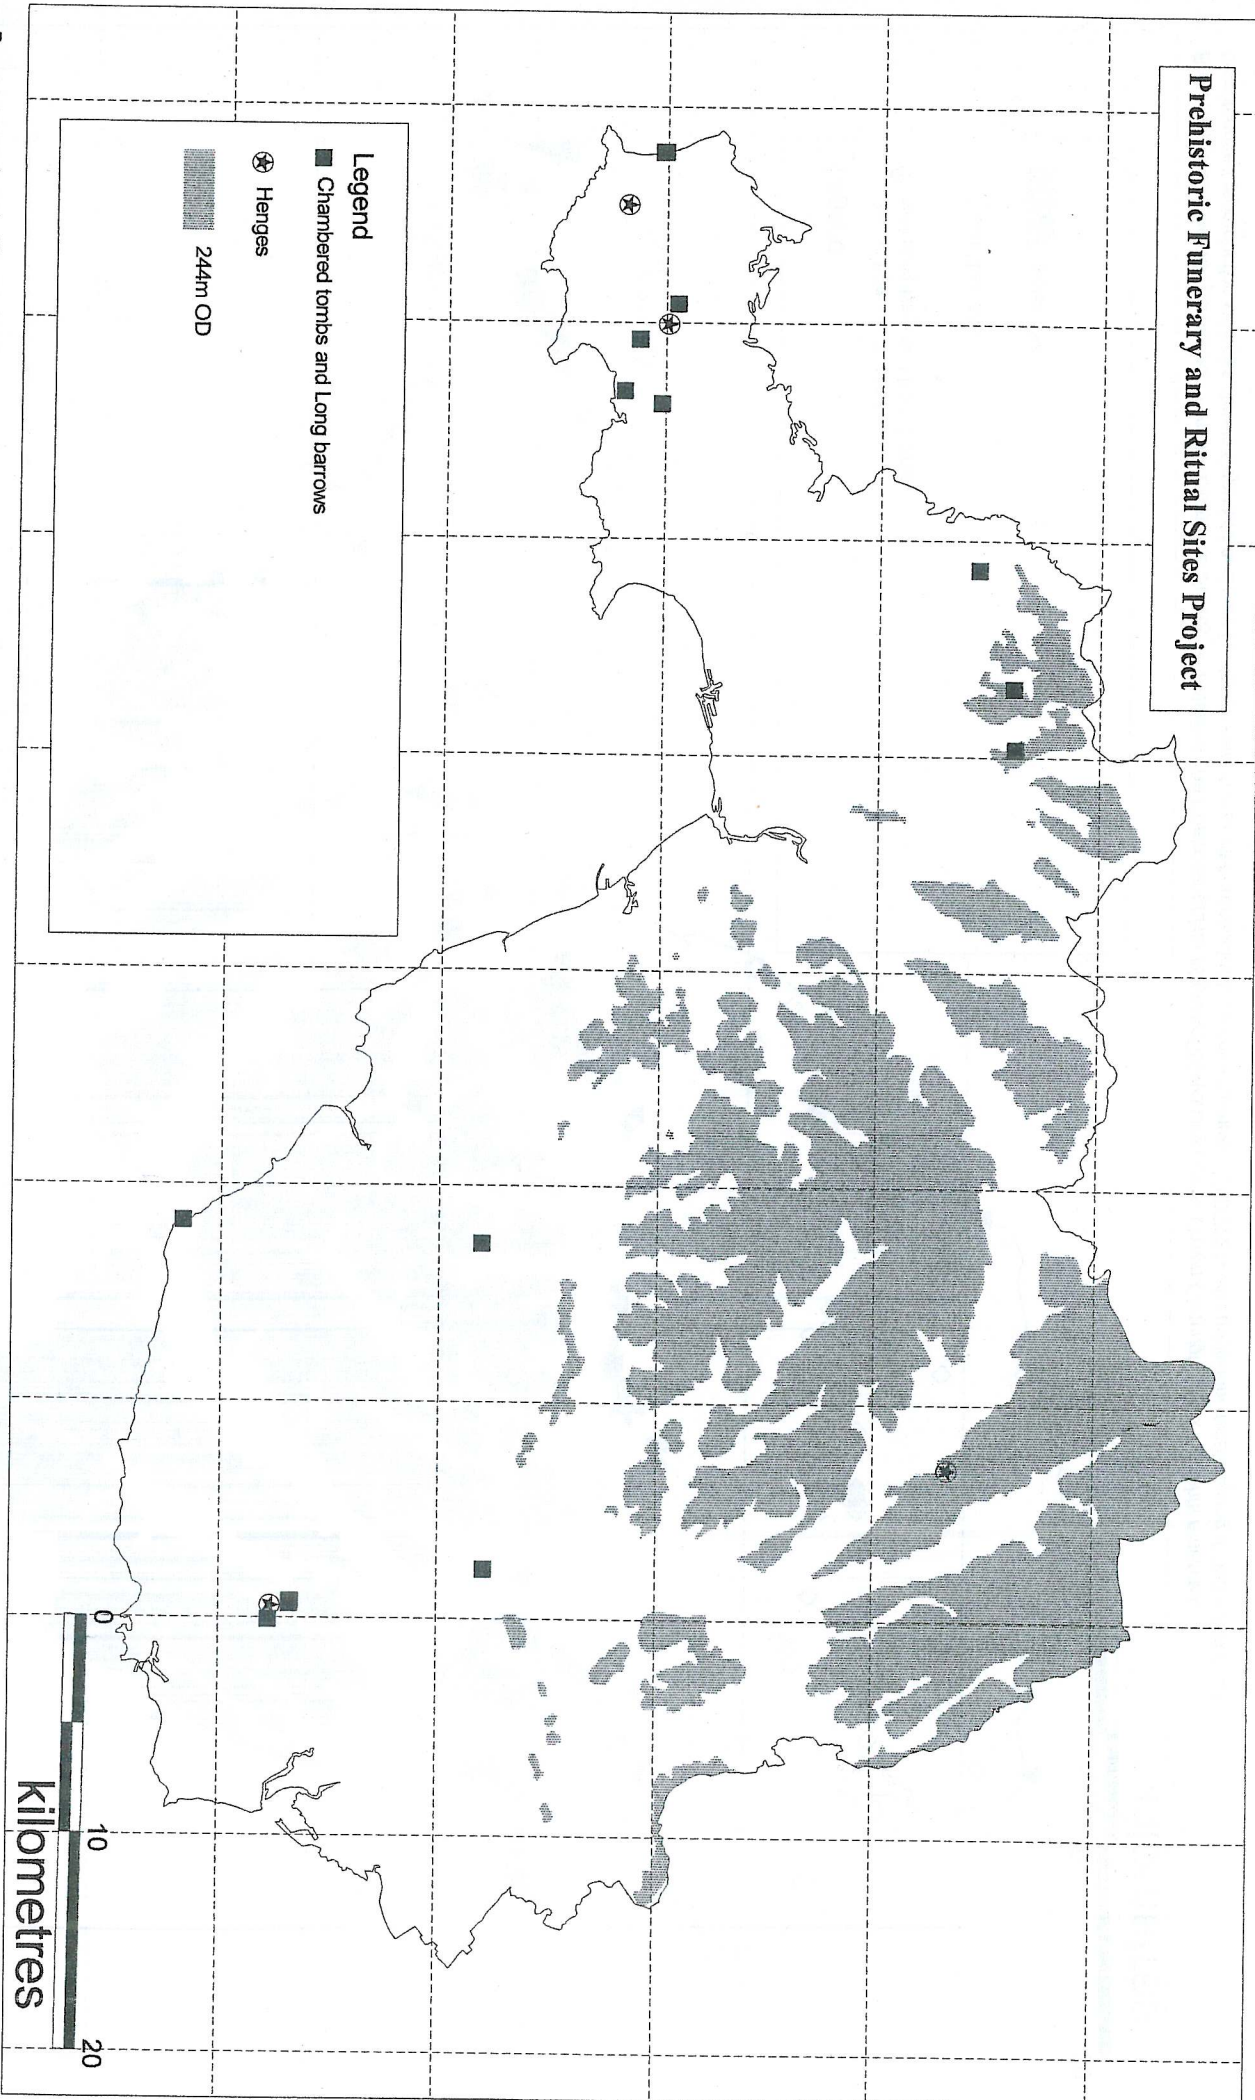 Prehistoric Funerary and Ritual Sites Project
Legend
Chambered tombs and Long barrows
Henges
244m OD
0 10 20
kilometres